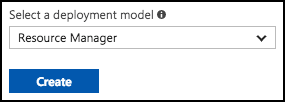 Select a deployment model
Resource Manager
Create